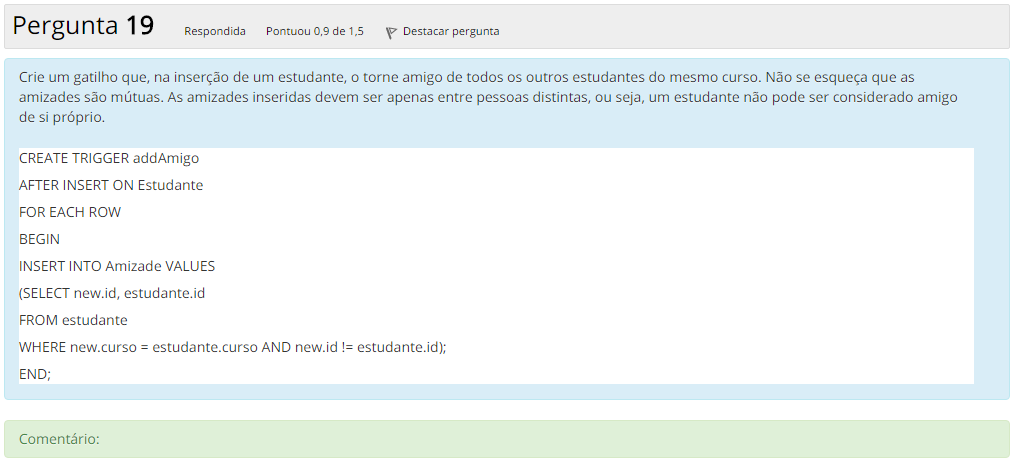 Pergunta 19 Respondida Pontuou 0,9 de 1,5 Destacar pergunta
Crie um gatilho que, na inserção de um estudante, o torne amigo de todos os outros estudantes do mesmo curso. Não se esqueça que as
amizades são mútuas. As amizades inseridas devem ser apenas entre pessoas distintas, ou seja, um estudante não pode ser considerado amigo
de si próprio.
CREATE TRIGGER addAmigo
AFTER INSERT ON Estudante
FOR EACH ROW
BEGIN
INSERT INTO Amizade VALUES
(SELECT new.id, estudante.id
FROM estudante
WHERE new.curso = estudante.curso AND new.id != estudante.id);
END;
Comentário: